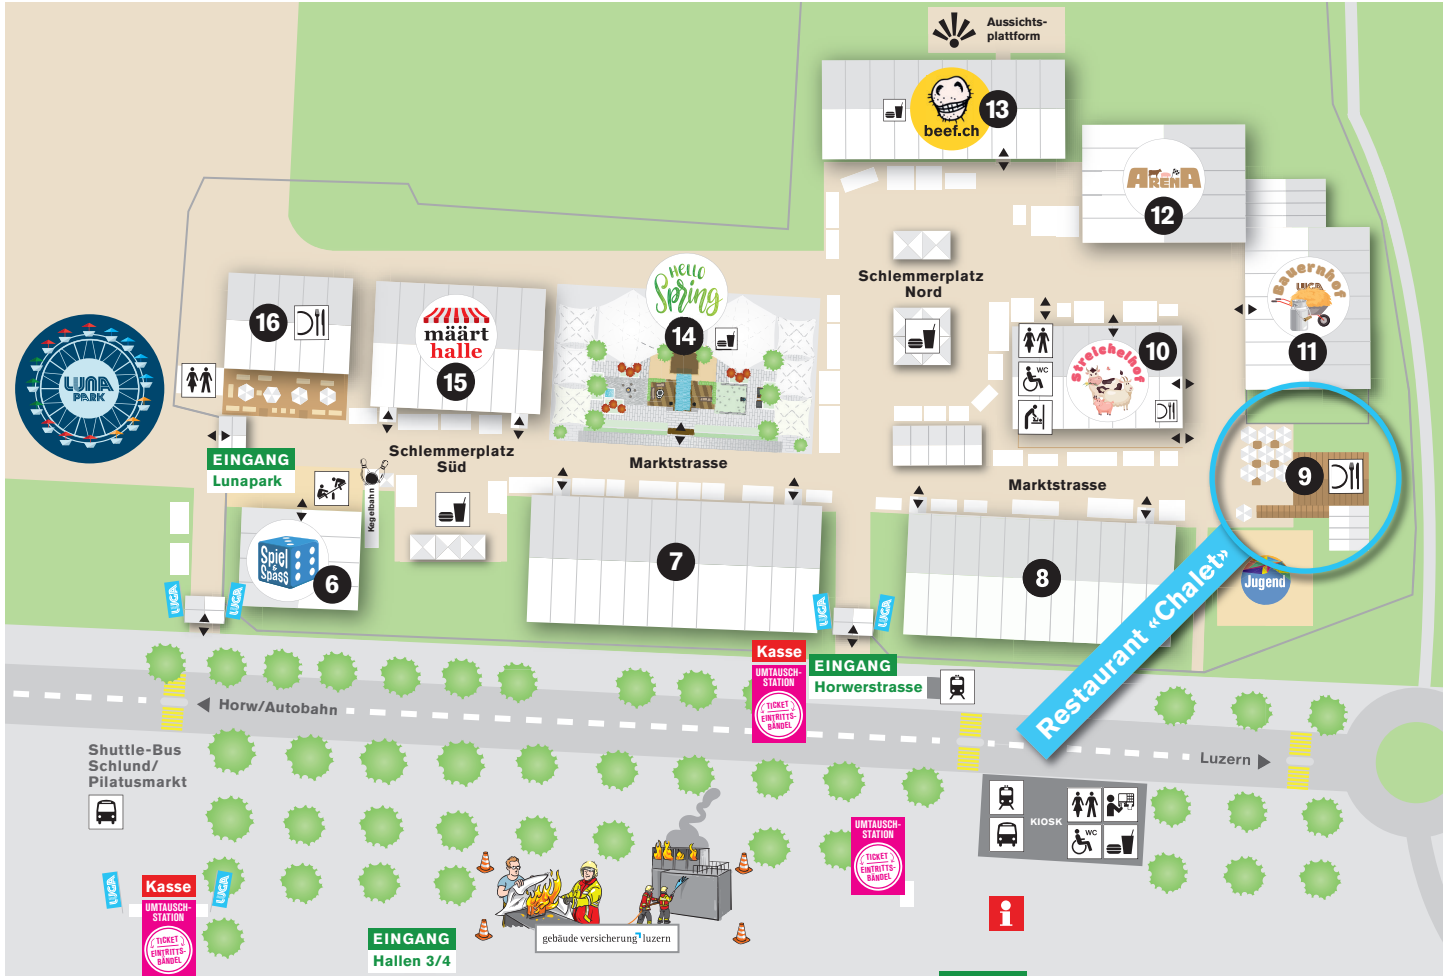 Aussichts-
plattform
beef.ch
13
ARENA
12
Bauernhof
LUGA
11
Schlemmerplatz
Nord
HELLO
Spring
14
määrt
halle
15
16
LUNA
PARK
WC
Streichelhof
10
9
EINGANG
Lunapark
Schlemmerplatz
Süd
Marktstrasse
Marktstrasse
Kegelbahn
Spiel
&
Spass
6
7
8
Jugend
Restaurant «Chalet»
LUGA
LUGA
LUGA
LUGA
Kasse
UMTAUSCH-
STATION
TICKET
EINTRITTS-
BÄNDEL
EINGANG
Horwerstrasse
Horw/Autobahn
Luzern
Shuttle-Bus
Schlund/
Pilatusmarkt
KIOSK
WC
UMTAUSCH-
STATION
TICKET
EINTRITTS-
BÄNDEL
LUGA
LUGA
Kasse
UMTAUSCH-
STATION
TICKET
EINTRITTS-
BÄNDEL
EINGANG
Hallen 3/4
gebäude versicherung luzern
i